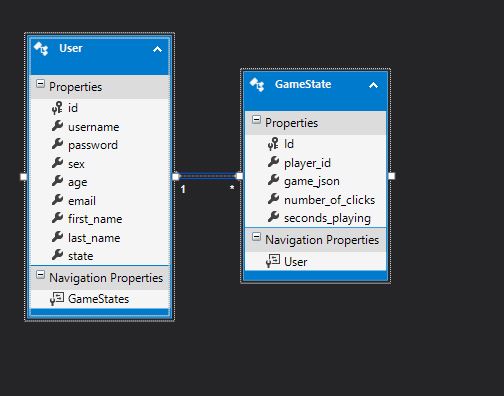 User
Properties
id
username
password
sex
age
email
first_name
last_name
state
Navigation Properties
GameStates
1
*
GameState
Properties
Id
player_id
game_json
number_of_clicks
seconds_playing
Navigation Properties
User